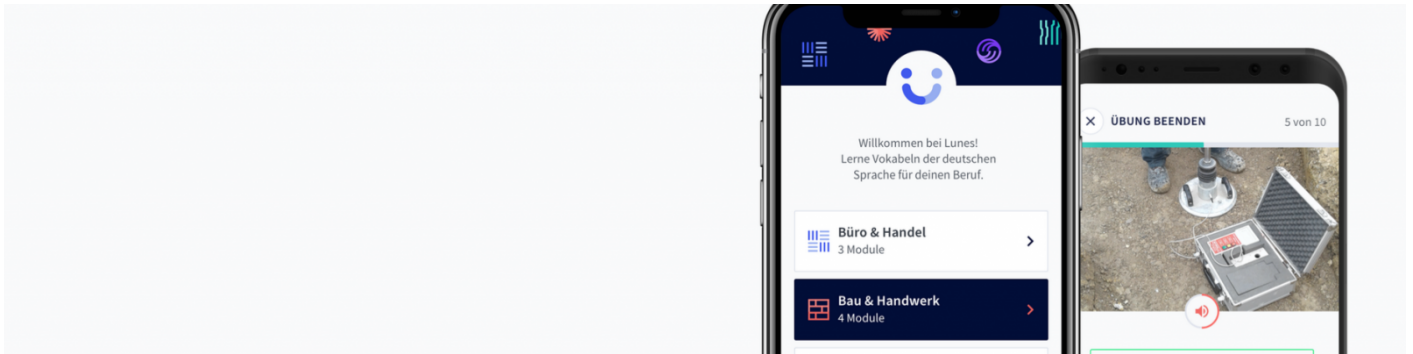 Willkommen bei Lunes!
Lerne Vokabeln der deutschen
Sprache für deinen Beruf.
Büro & Handel
3 Module
Bau & Handwerk
4 Module
ÜBUNG BEENDEN
5 von 10